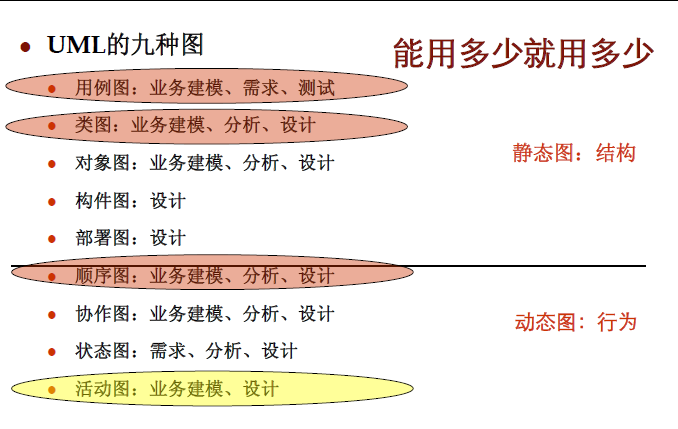 UML的九种图
能用多少就用多少
用例图：业务建模、需求、测试
类图：业务建模、分析、设计
对象图：业务建模、分析、设计
静态图：结构
构件图：设计
部署图：设计
顺序图：业务建模、分析、设计
协作图：业务建模、分析、设计
动态图：行为
状态图：需求、分析、设计
活动图：业务建模、设计